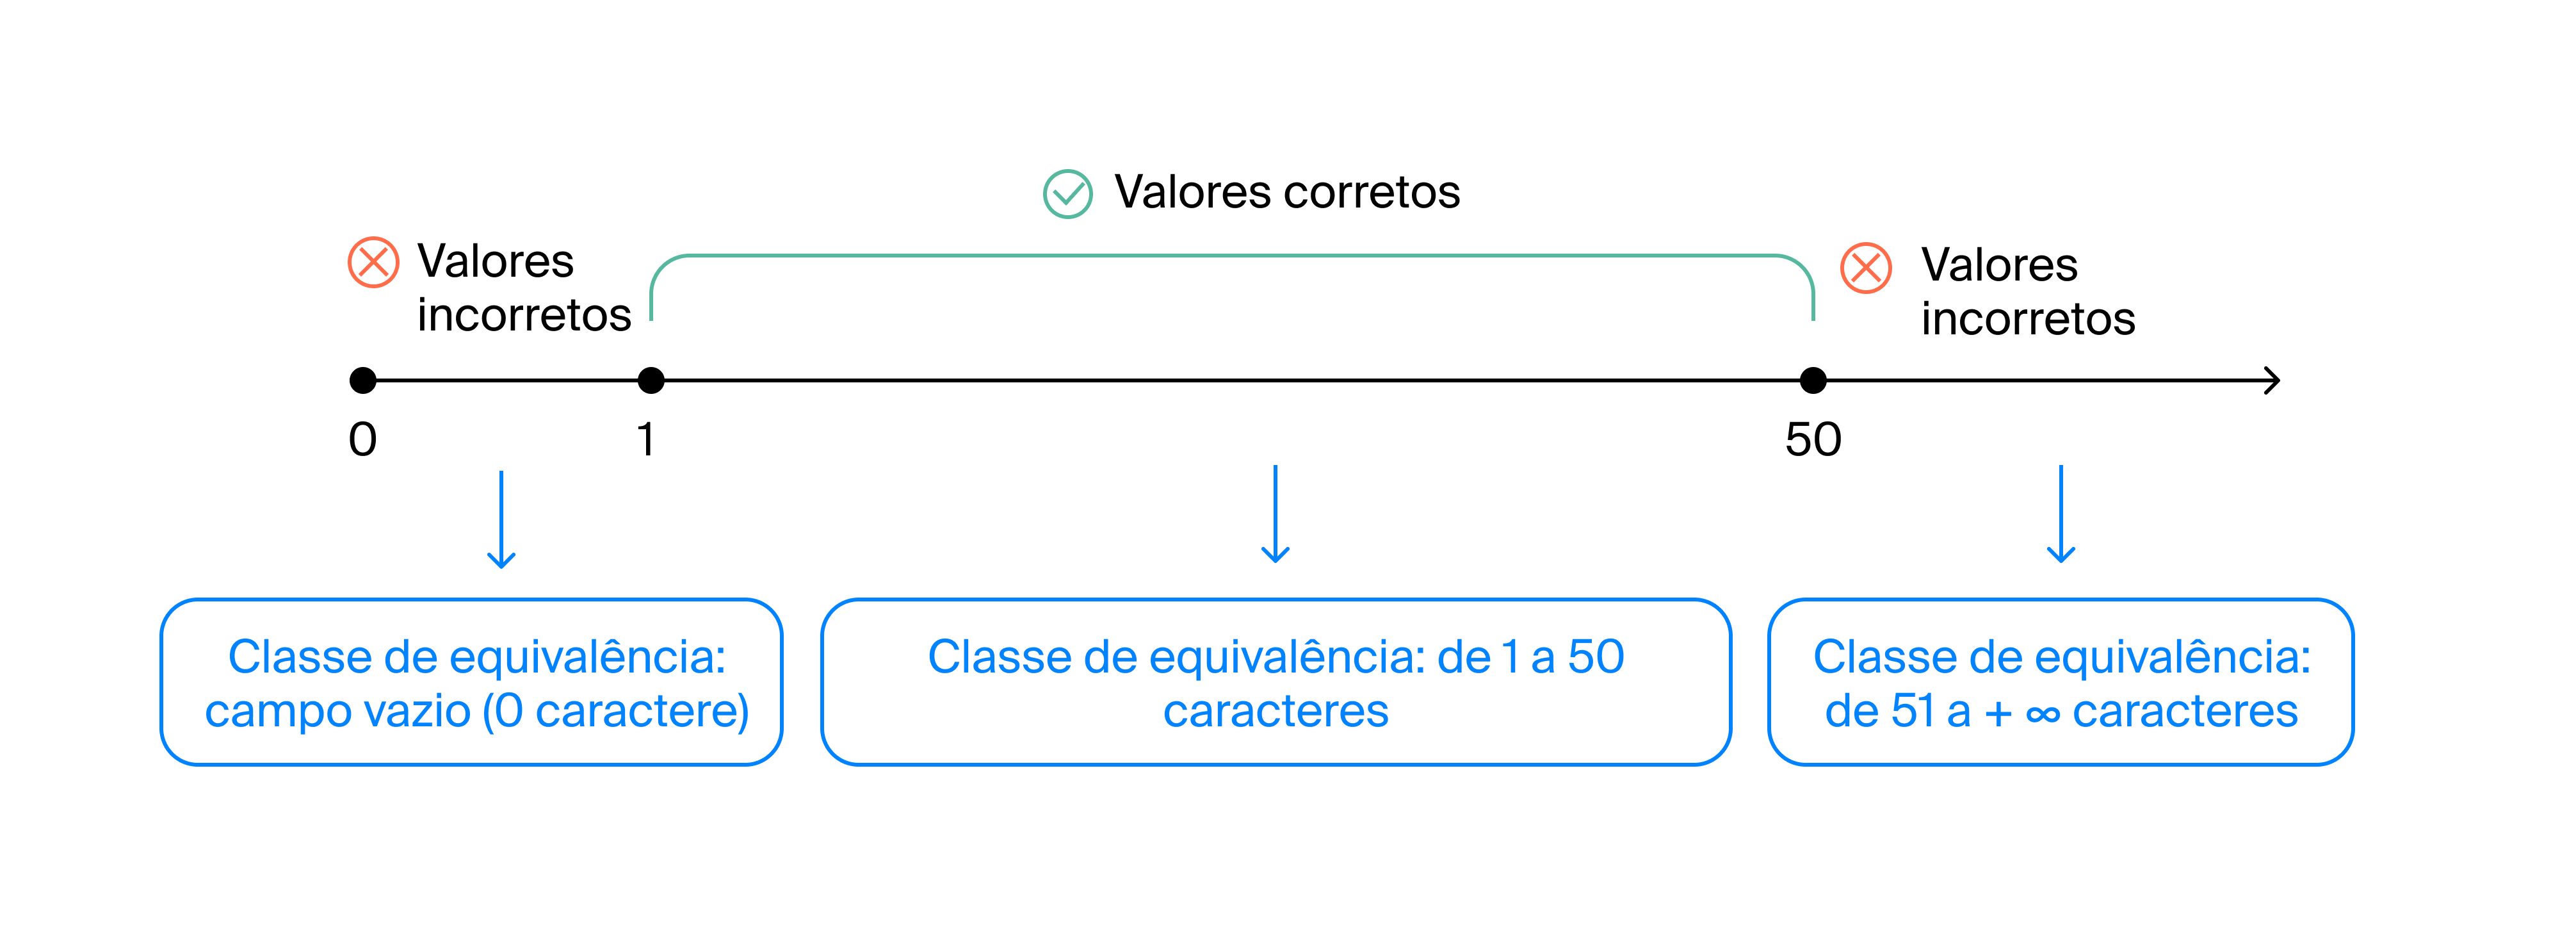 Valores corretos
Valores
incorretos
Valores
incorretos
0
1
50
Classe de equivalência:
campo vazio (0 caractere)
Classe de equivalência: de 1 a 50
caracteres
Classe de equivalência:
de 51 a + ∞ caracteres